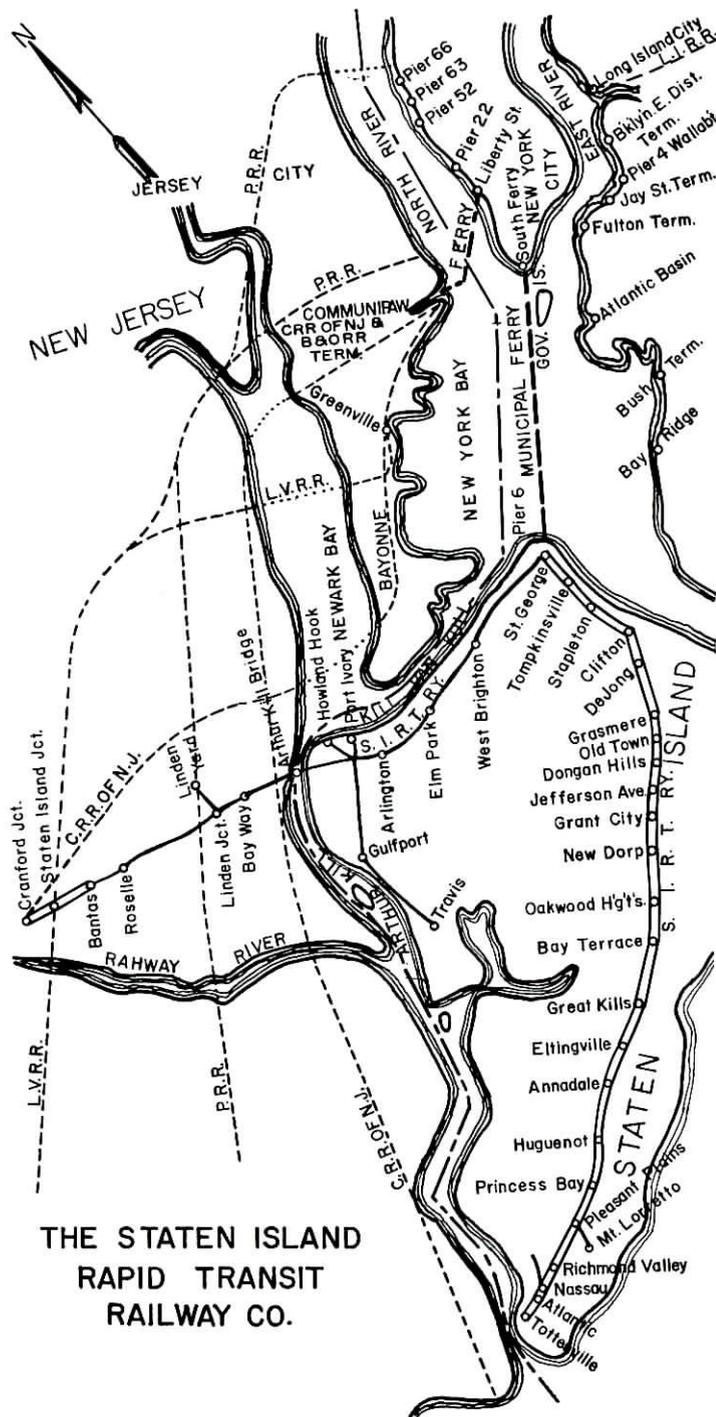 N
JERSEY
CITY
P.R.R.
NORTH
RIVER
Pier 66
Pier 63
Pier 52
Pier 22
Liberty St.
South Ferry
NEW YORK
CITY
EAST RIVER
Long Island City
L.I.R.R.
Bklyn. E. Dist.
Term.
Pier 4 Wallabt
Jay St. Term.
Fulton Term.
Atlantic Basin
Bush Term.
Bay Ridge
NEW JERSEY
P.R.R.
FERRY
COMMUNIPAW
CRR OF NJ &
B & O RR
TERM.
GOV. IS.
Greenville
L.V.R.R.
BAYONNE
NEW YORK BAY
Pier 6
MUNICIPAL FERRY
NEWARK BAY
Howland Hook
Port Ivory
Arthur Kill Bridge
KILL VAN KULL
S.I.R.T. RY.
St. George
Tompkinsville
Stapleton
Clifton
DeJong
Grasmere
Old Town
Dongan Hills
Jefferson Ave.
Grant City
New Dorp
Oakwood H'g't's.
Bay Terrace
Great Kills
Eltingville
Annadale
Huguenot
Princess Bay
Pleasant Plains
Mt. Lorretto
Richmond Valley
Nassau
Atlantic
Tottenville
STATEN
ISLAND
S. I. R. T. RY.
West Brighton
Elm Park
Arlington
Gulfport
Travis
ARTHUR
KILL
Cranford Jct.
Staten Island Jct.
C.R.R. OF N.J.
Bantas
Roselle
Linden
Yard
Linden Jct.
Bay Way
RAHWAY
RIVER
L.V.R.R.
P.R.R.
C.R.R. OF N.J.
THE STATEN ISLAND
RAPID TRANSIT
RAILWAY CO.